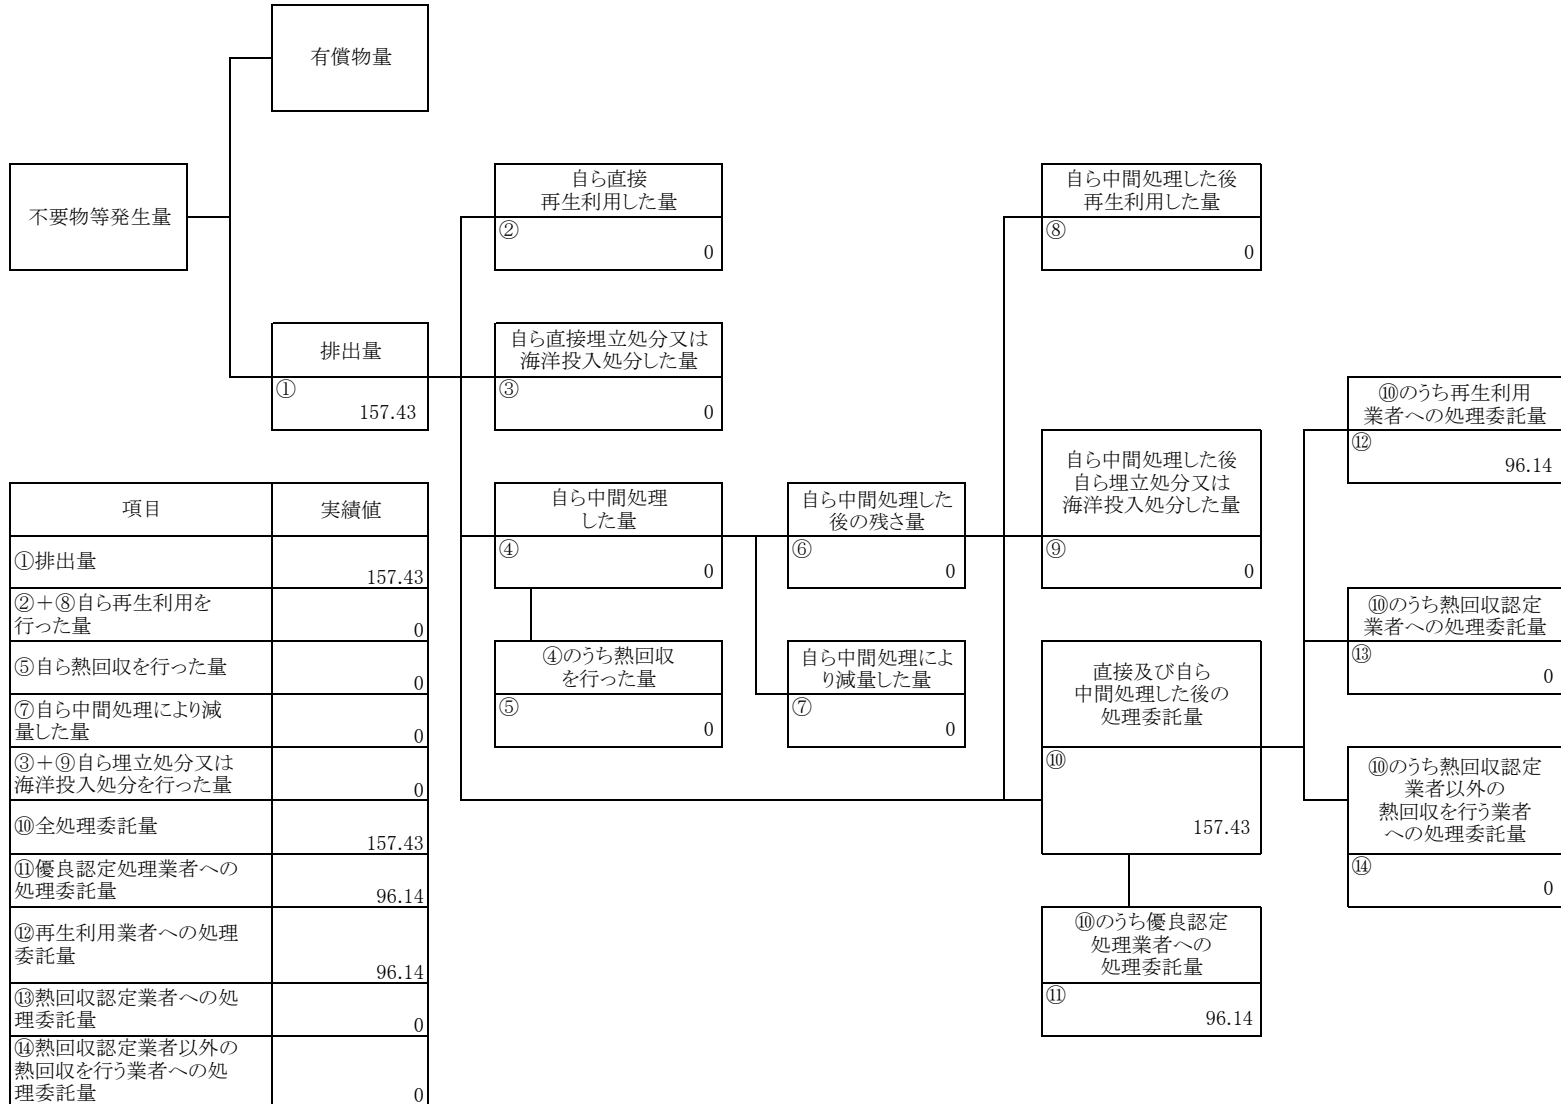 有償物量
不要物等発生量
自ら直接
再生利用した量
②
0
自ら中間処理した後
再生利用した量
⑧
0
排出量
①
157.43
自ら直接埋立処分又は
海洋投入処分した量
③
0
⑩のうち再生利用
業者への処理委託量
⑫
96.14
自ら中間処理
した量
④
0
自ら中間処理した
後の残さ量
⑥
0
自ら中間処理した後
自ら埋立処分又は
海洋投入処分した量
⑨
0
⑩のうち熱回収認定
業者への処理委託量
⑬
0
④のうち熱回収
を行った量
⑤
0
自ら中間処理によ
り減量した量
⑦
0
直接及び自ら
中間処理した後の
処理委託量
⑩
157.43
⑩のうち熱回収認定
業者以外の
熱回収を行う業者
への処理委託量
⑭
0
⑩のうち優良認定
処理業者への
処理委託量
⑪
96.14
項目 実績値
①排出量 157.43
②+⑧自ら再生利用を
行った量 0
⑤自ら熱回収を行った量 0
⑦自ら中間処理により減
量した量 0
③+⑨自ら埋立処分又は
海洋投入処分を行った量 0
⑩全処理委託量 157.43
⑪優良認定処理業者への
処理委託量 96.14
⑫再生利用業者への処理
委託量 96.14
⑬熱回収認定業者への処
理委託量 0
⑭熱回収認定業者以外の
熱回収を行う業者への処
理委託量 0